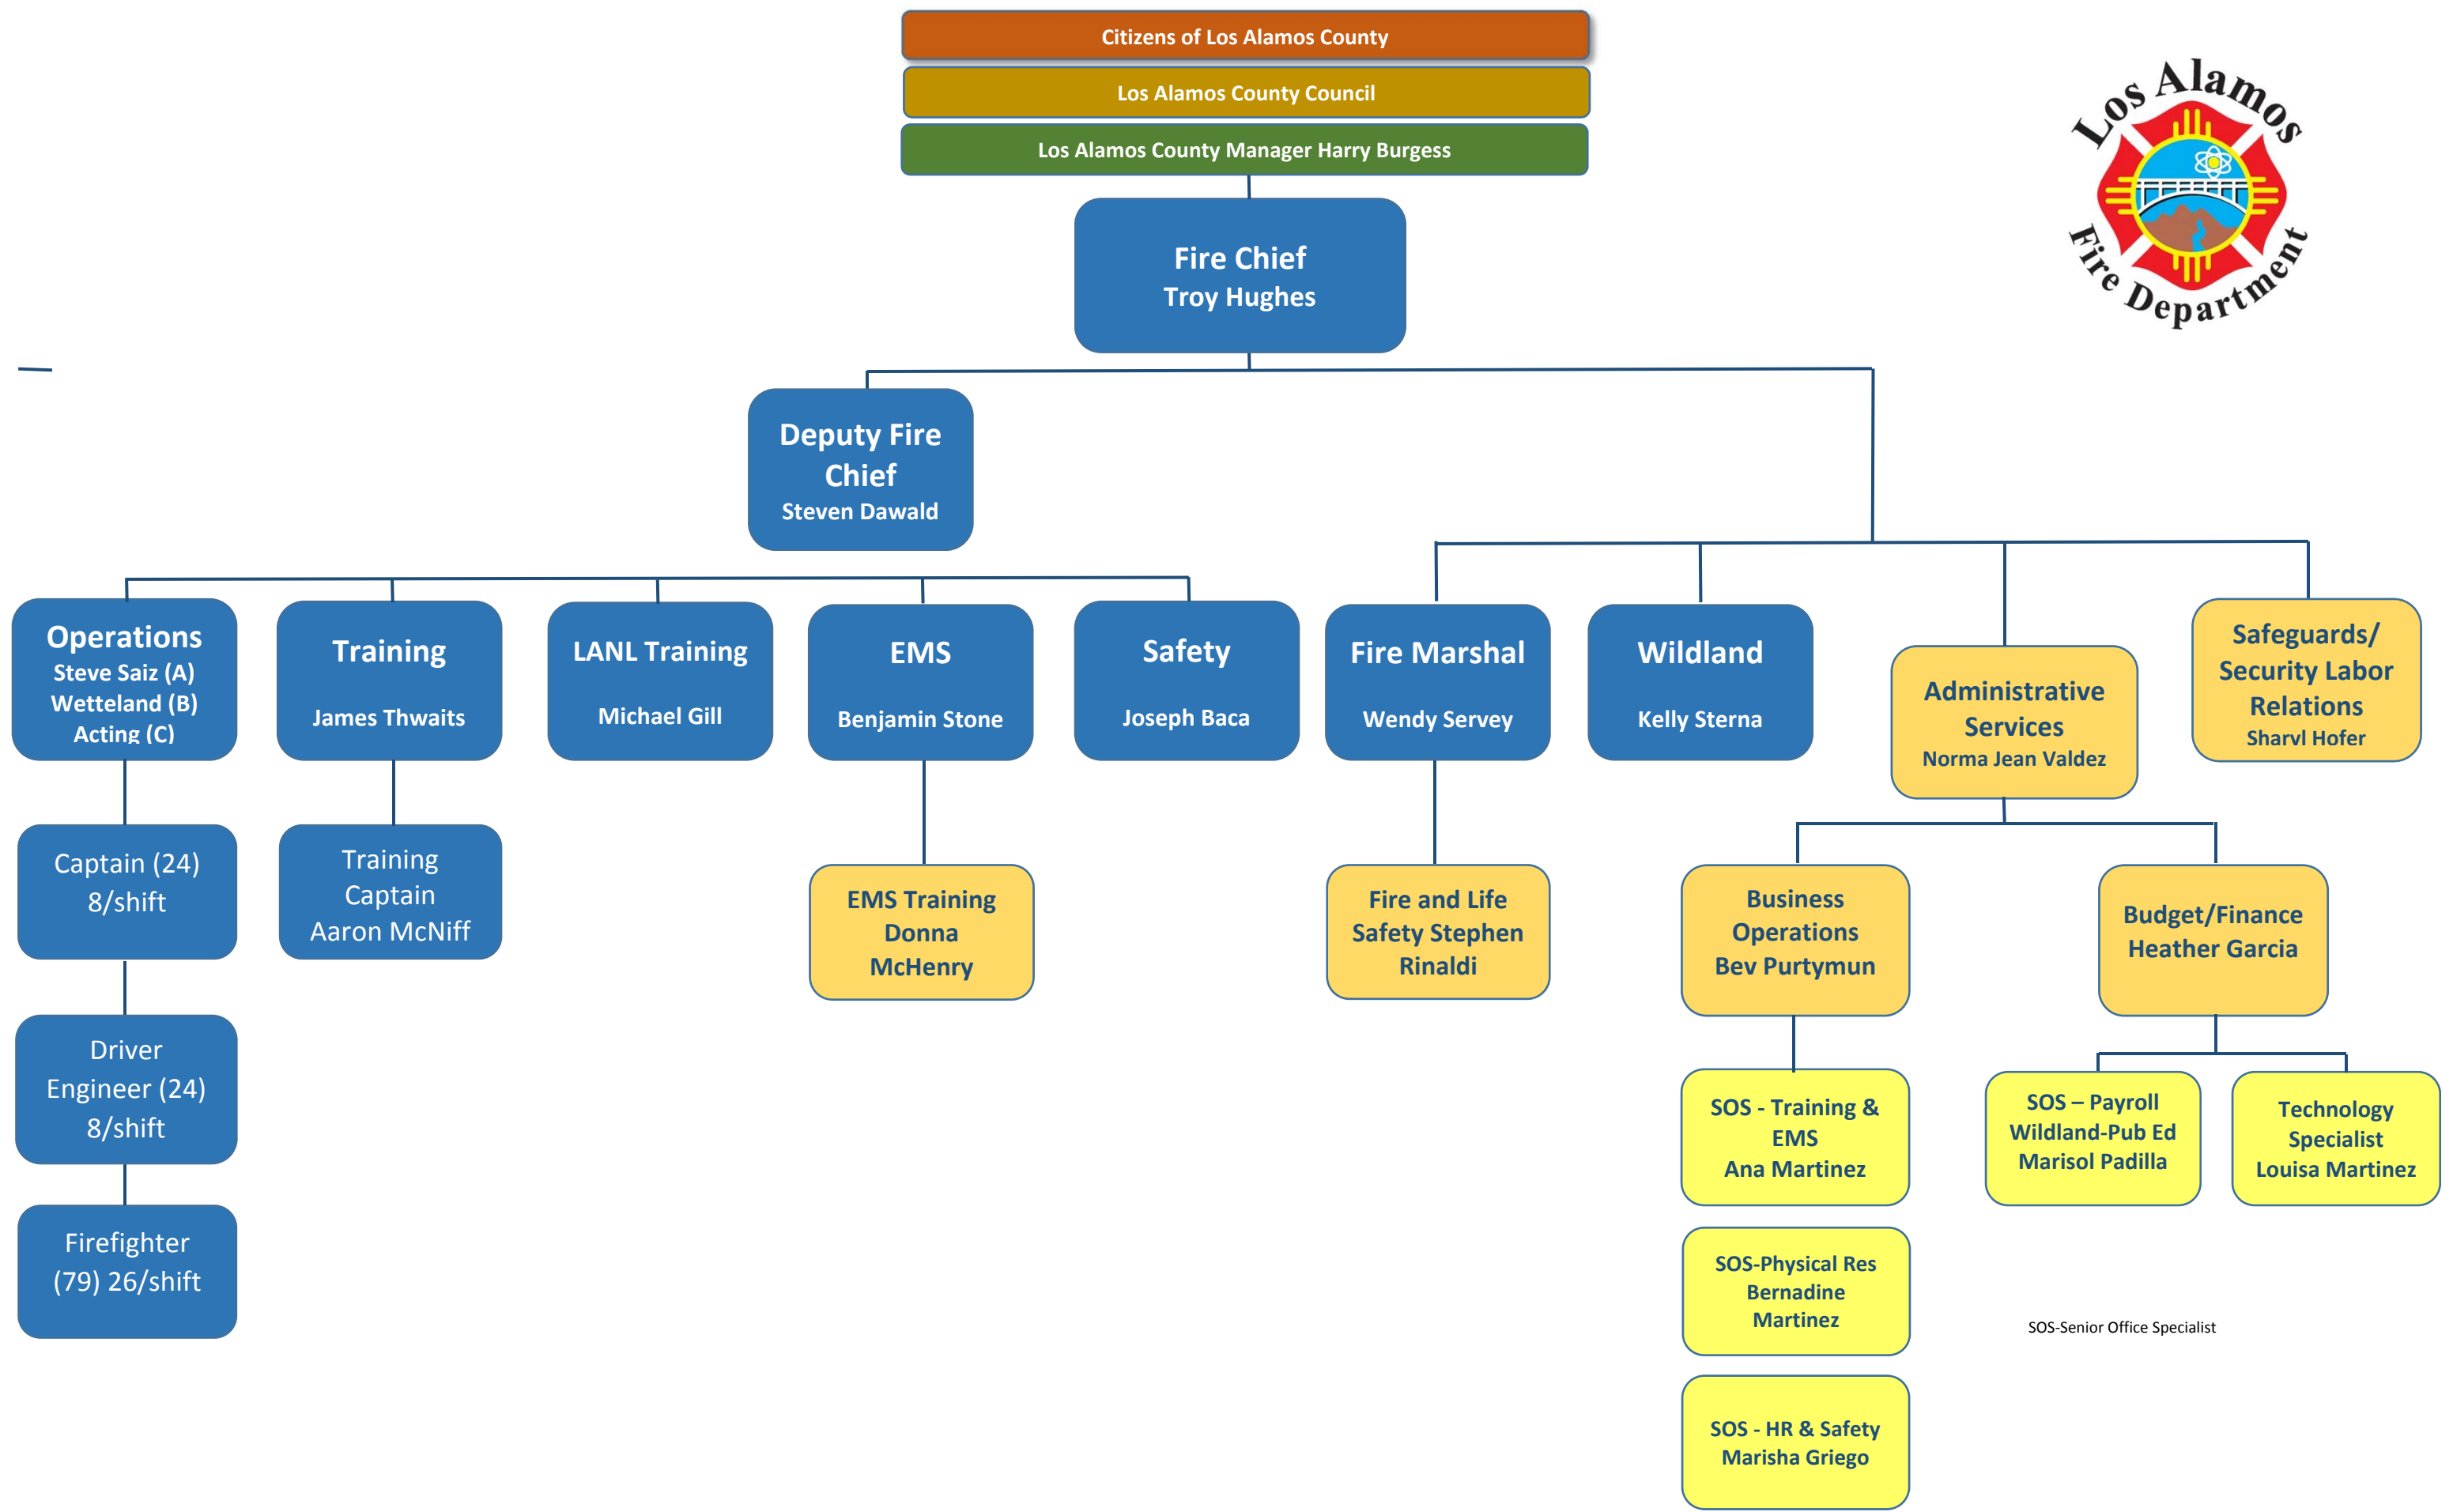 Citizens of Los Alamos County
Los Alamos County Council
Los Alamos County Manager Harry Burgess
Los Alamos
Fire Department
Fire Chief
Troy Hughes
Deputy Fire
Chief
Steven Dawald
Operations
Steve Saiz (A)
Wetteland (B)
Acting (C)
Training
James Thwaits
LANL Training
Michael Gill
EMS
Benjamin Stone
Safety
Joseph Baca
Fire Marshal
Wendy Servey
Wildland
Kelly Sterna
Administrative
Services
Norma Jean Valdez
Safeguards/
Security Labor
Relations
Sharyl Hofer
Captain (24)
8/shift
Training
Captain
Aaron McNiff
EMS Training
Donna
McHenry
Fire and Life
Safety Stephen
Rinaldi
Business
Operations
Bev Purtymun
Budget/Finance
Heather Garcia
Driver
Engineer (24)
8/shift
SOS - Training &
EMS
Ana Martinez
SOS – Payroll
Wildland-Pub Ed
Marisol Padilla
Technology
Specialist
Louisa Martinez
Firefighter
(79) 26/shift
SOS-Physical Res
Bernadine
Martinez
SOS-Senior Office Specialist
SOS - HR & Safety
Marisha Griego